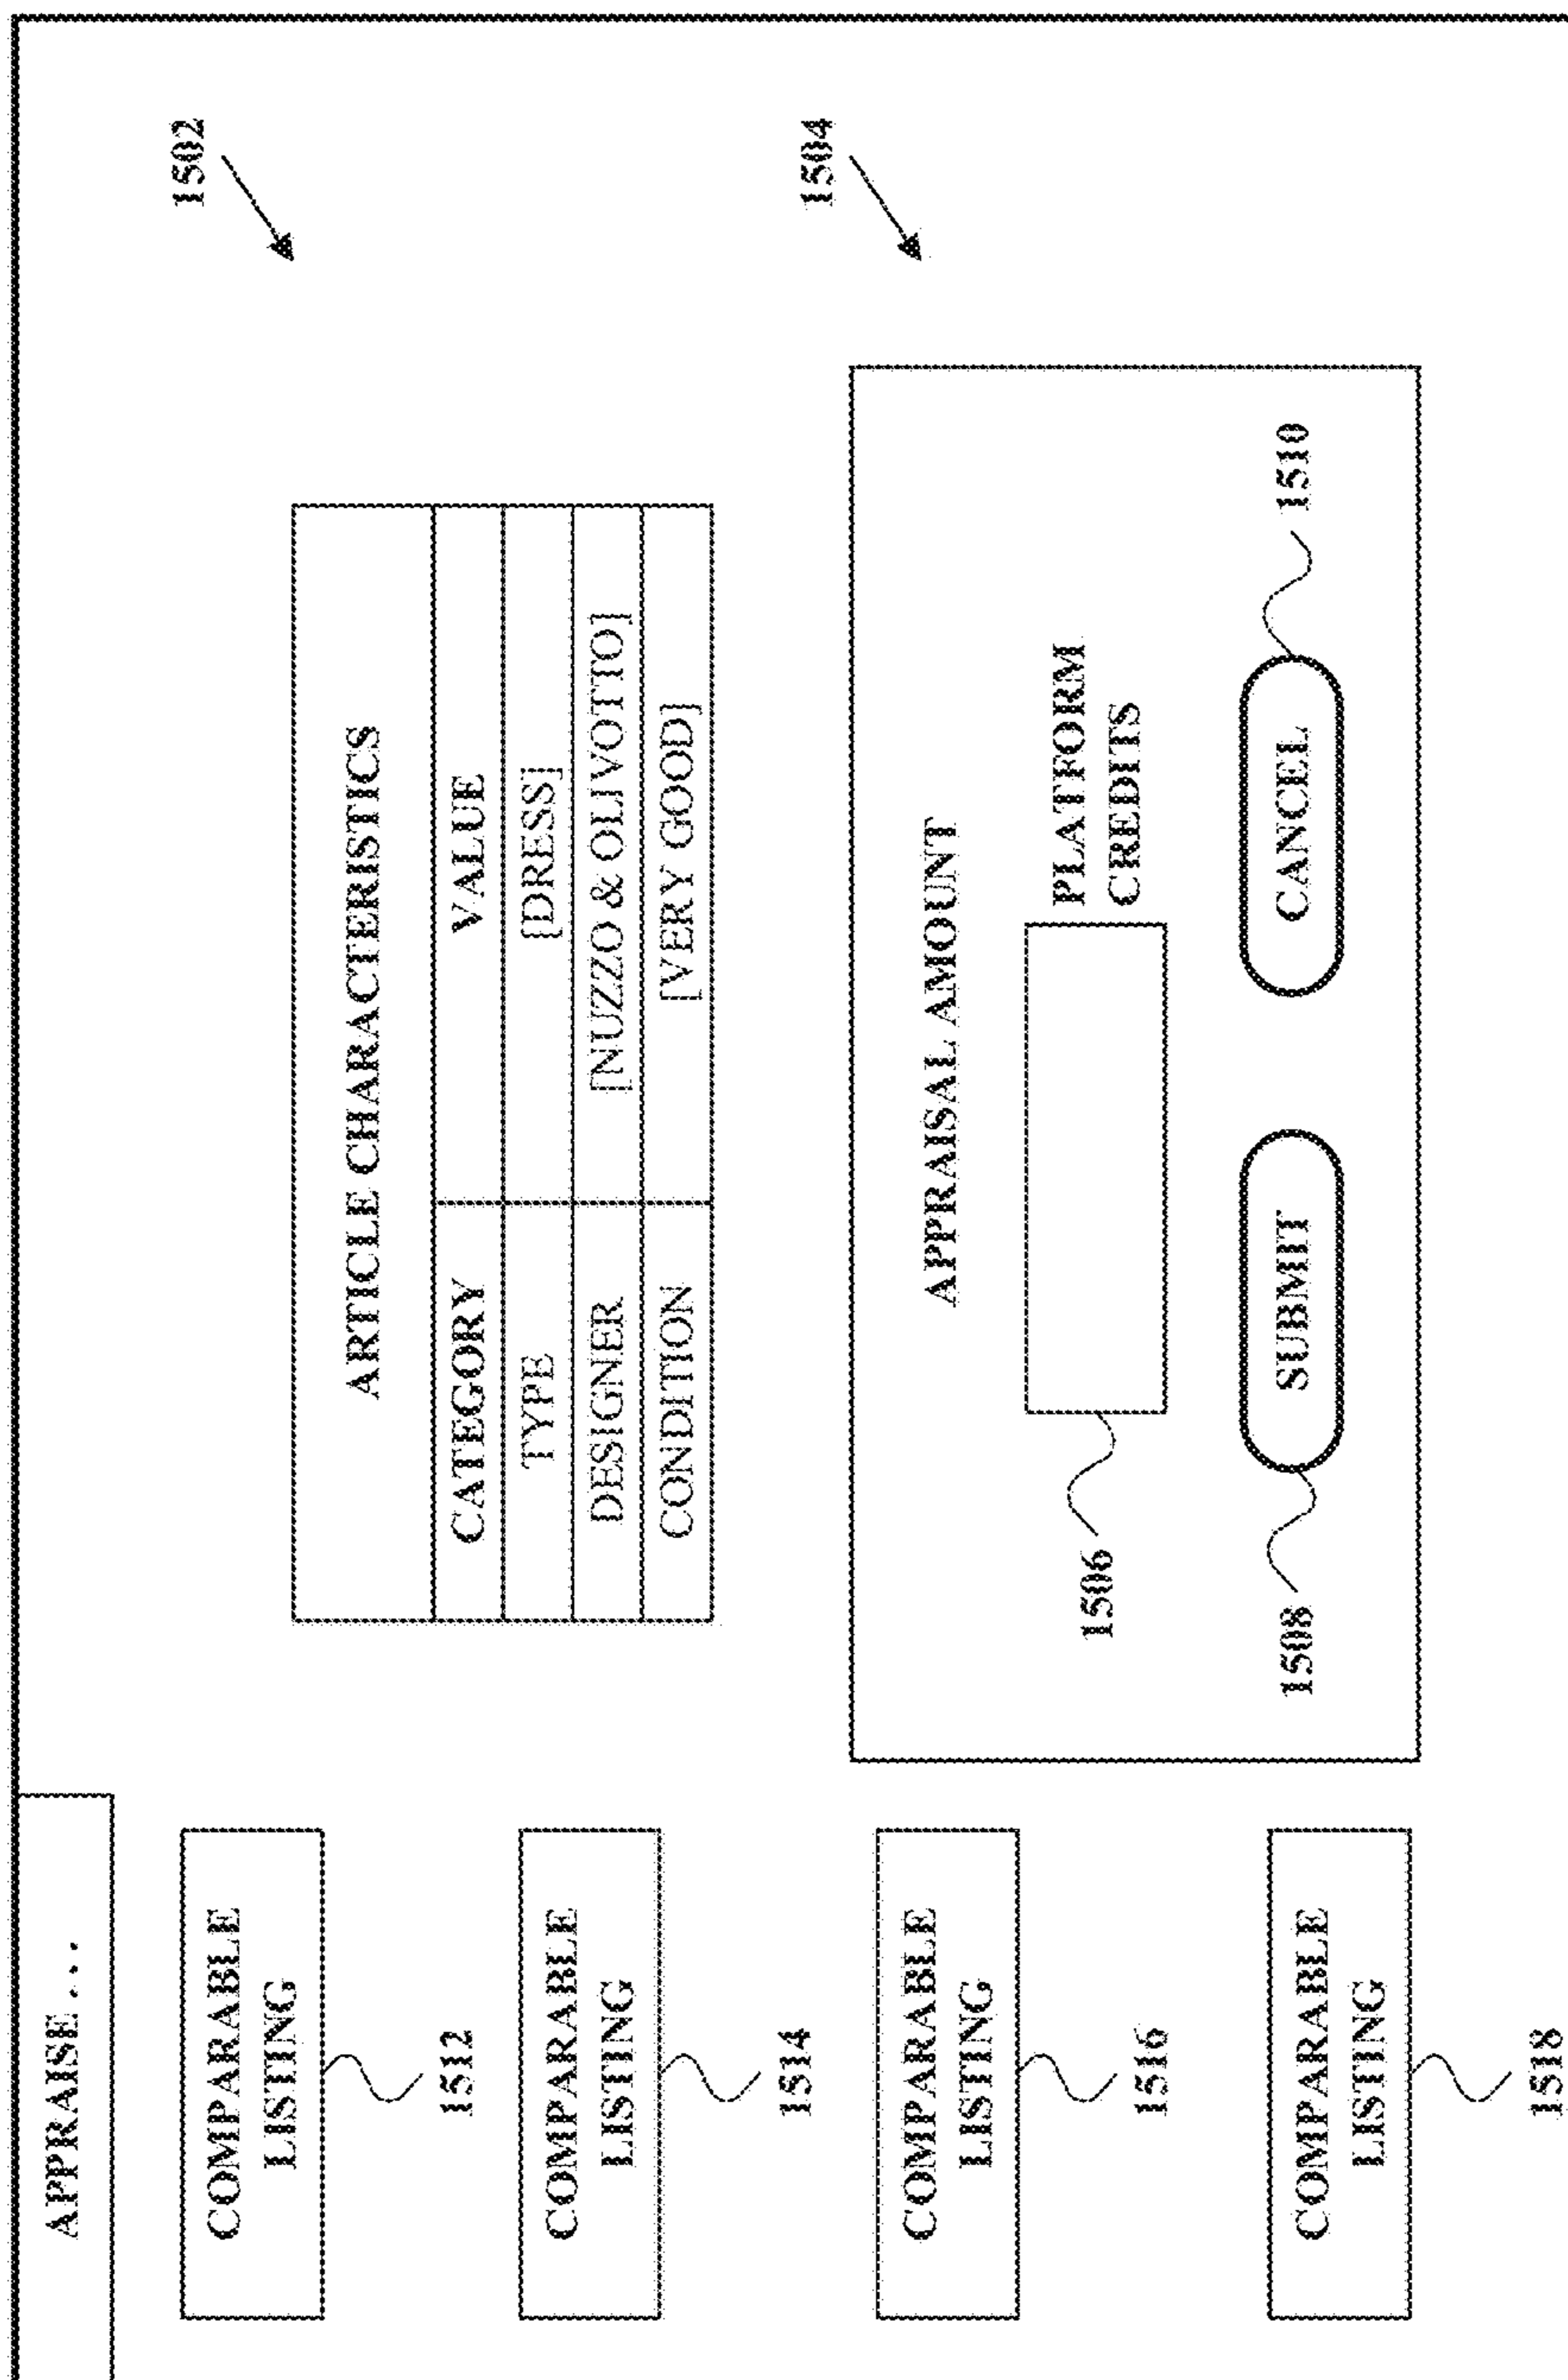 APPRAISE . . .
COMPARABLE
LISTING
1512
COMPARABLE
LISTING
1514
COMPARABLE
LISTING
1516
COMPARABLE
LISTING
1518
1502
ARTICLE CHARACTERISTICS
CATEGORY VALUE
TYPE [DRESS]
DESIGNER [NUZZO & OLIVOTTO]
CONDITION [VERY GOOD]
1504
APPRAISAL AMOUNT
1506
PLATFORM
CREDITS
1508 SUBMIT CANCEL 1510